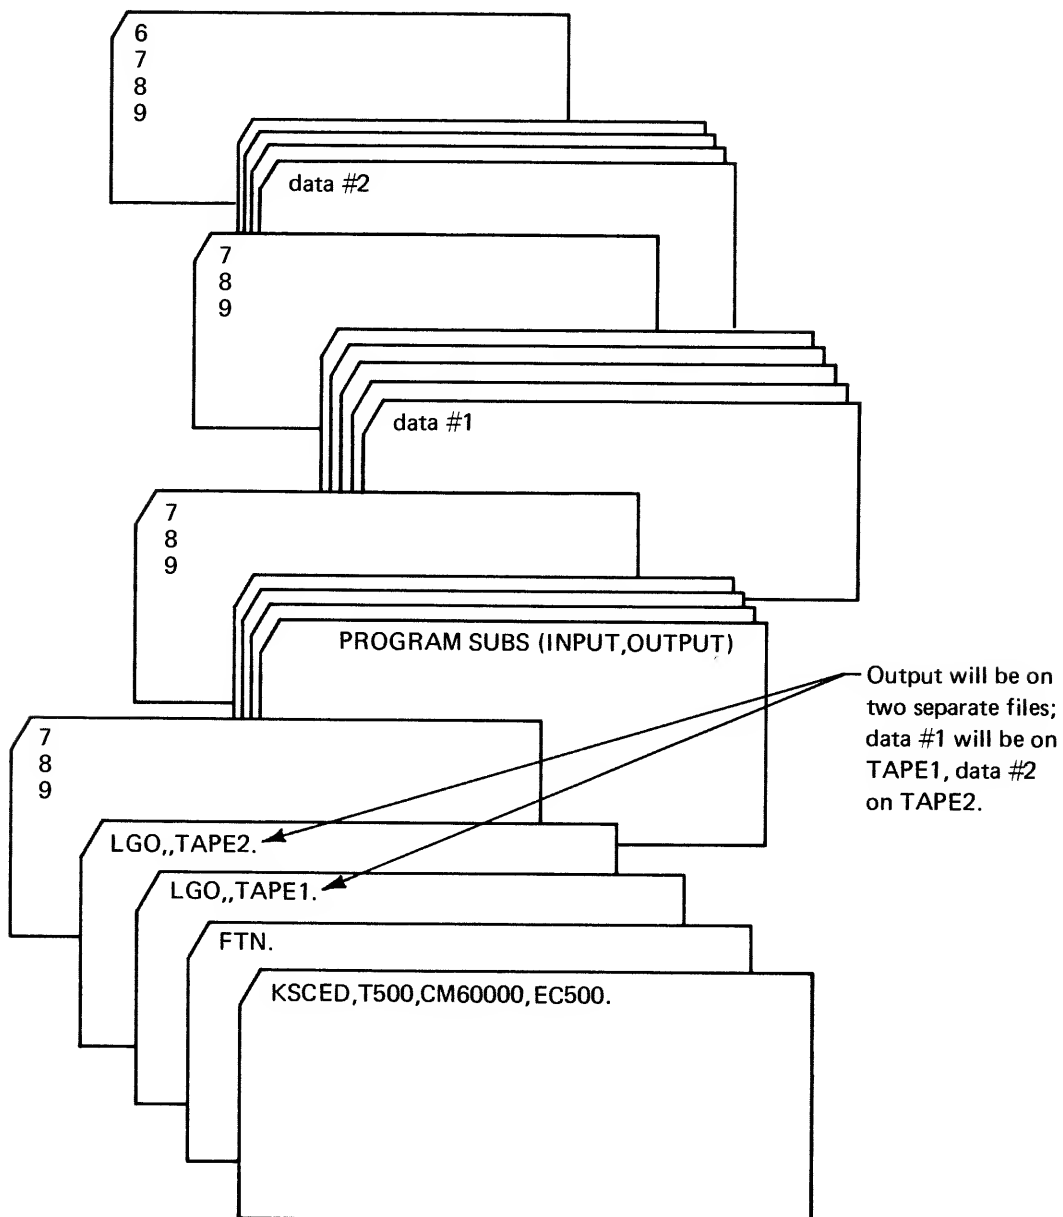 6
7
8
9
data #2
7
8
9
data #1
7
8
9
PROGRAM SUBS (INPUT,OUTPUT)
Output will be on
two separate files;
data #1 will be on
TAPE1, data #2
on TAPE2.
7
8
9
LGO,,TAPE2.
LGO,,TAPE1.
FTN.
KSCED,T500,CM60000,EC500.